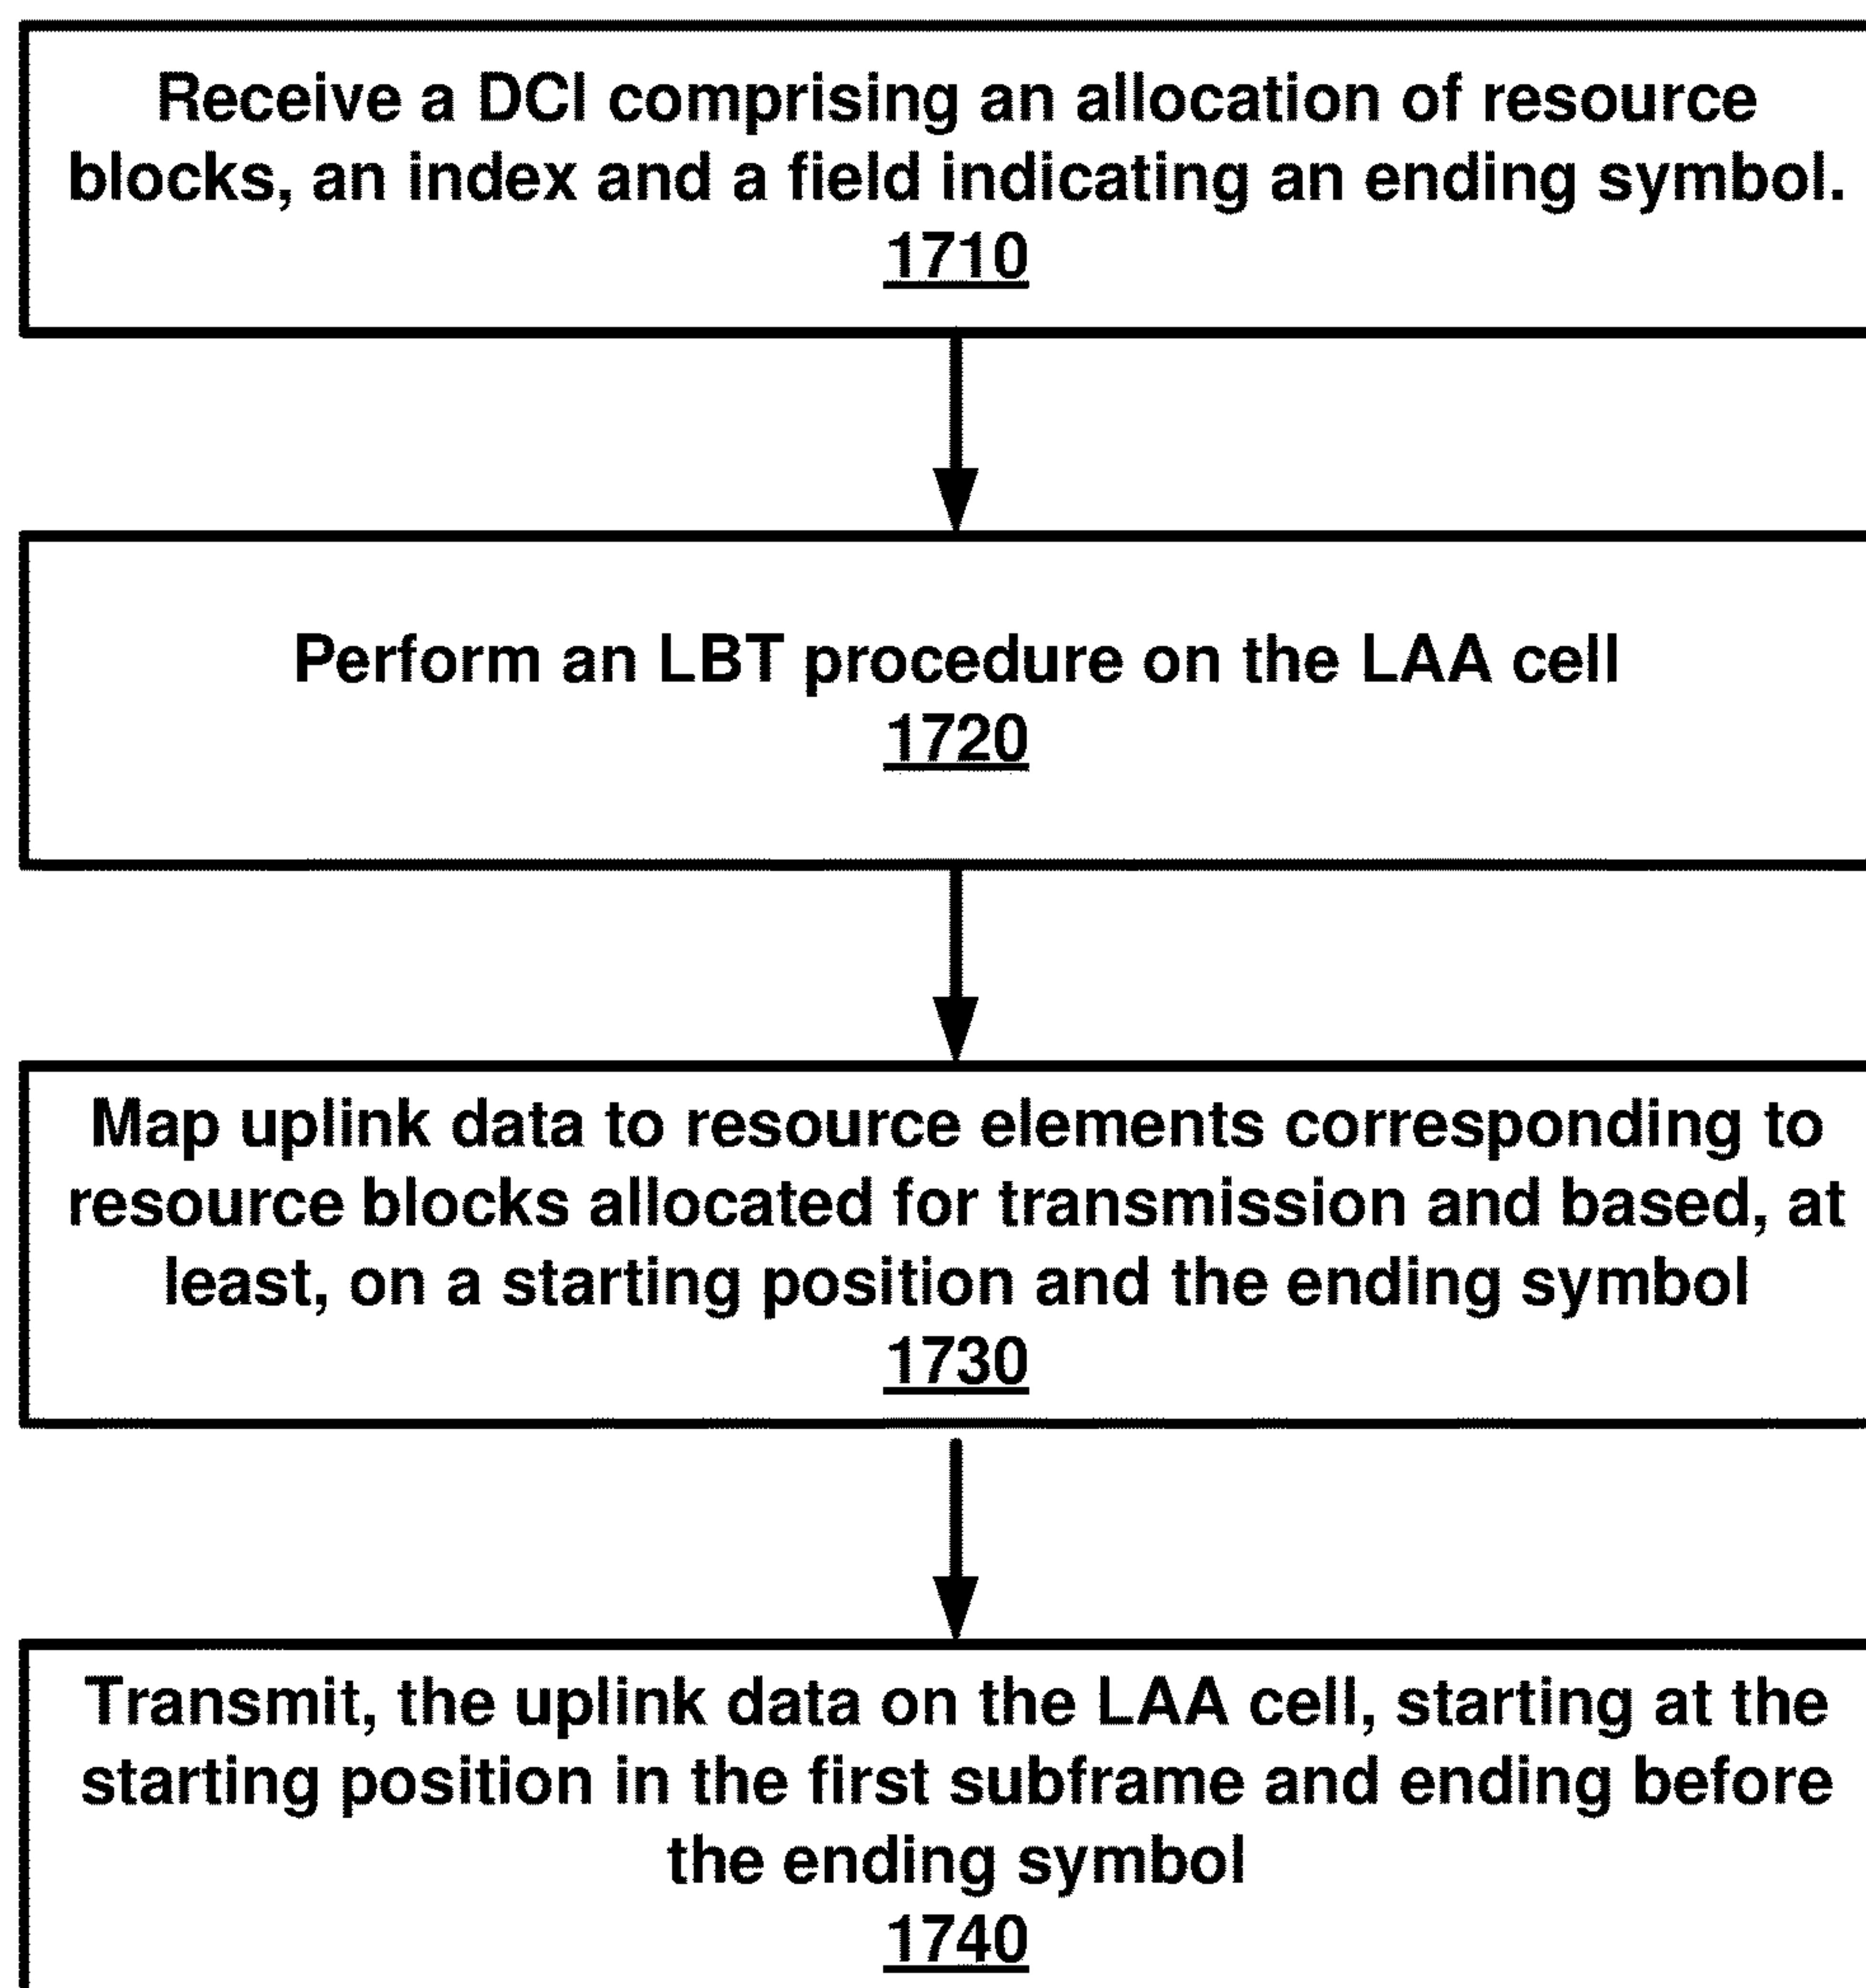 Receive a DCI comprising an allocation of resource
blocks, an index and a field indicating an ending symbol.
1710
Perform an LBT procedure on the LAA cell
1720
Map uplink data to resource elements corresponding to
resource blocks allocated for transmission and based, at
least, on a starting position and the ending symbol
1730
Transmit, the uplink data on the LAA cell, starting at the
starting position in the first subframe and ending before
the ending symbol
1740